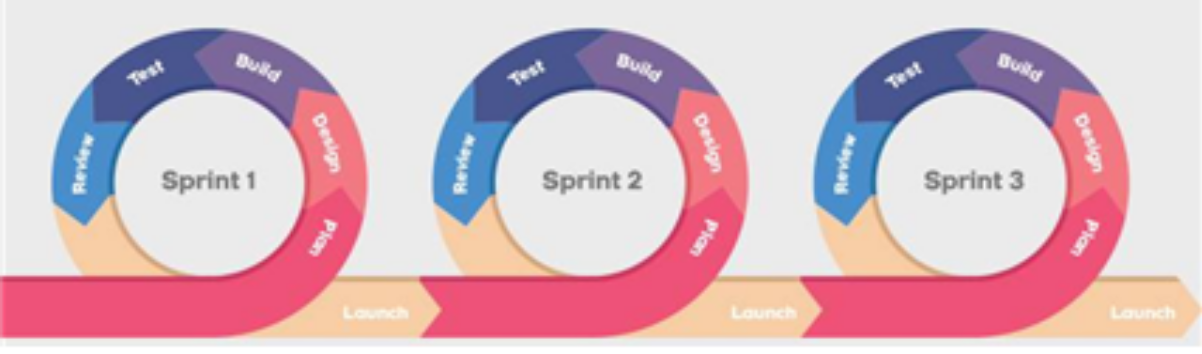 Test
Build
Review
Sprint 1
Design
Plan
Launch
Test
Build
Review
Sprint 2
Design
Plan
Launch
Test
Build
Review
Sprint 3
Design
Plan
Launch